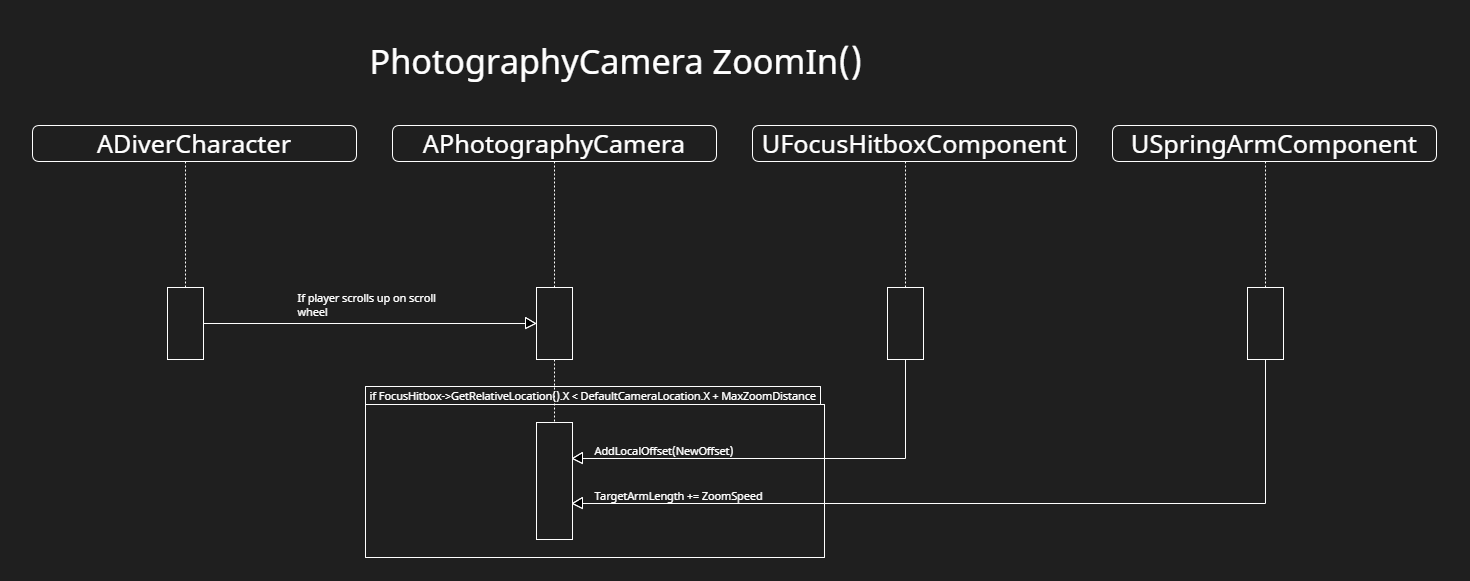 PhotographyCamera ZoomIn()
ADiverCharacter
APhotographyCamera
UFocusHitboxComponent
USpringArmComponent
If player scrolls up on scroll
wheel
if FocusHitbox->GetRelativeLocation().X < DefaultCameraLocation.X + MaxZoomDistance
AddLocalOffset(NewOffset)
TargetArmLength += ZoomSpeed